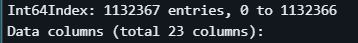 Int64Index: 1132367 entries, 0 to 1132366
Data columns (total 23 columns):